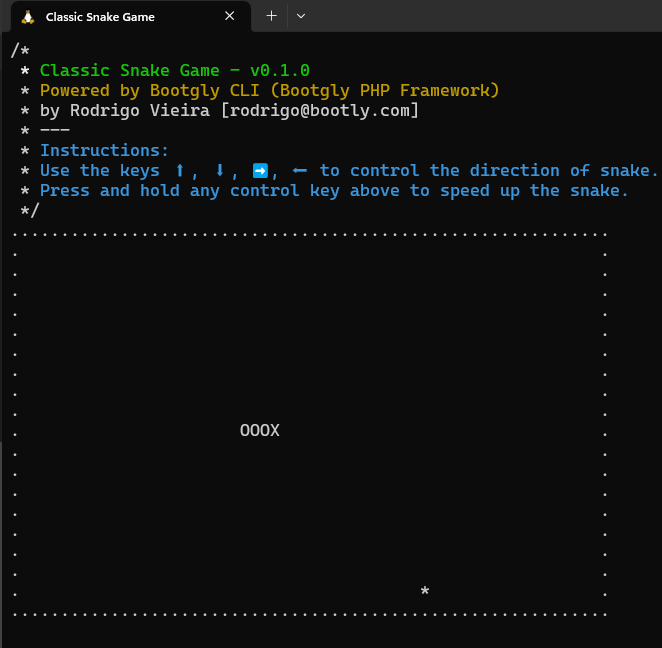 Classic Snake Game
/*
* Classic Snake Game - v0.1.0
* Powered by Bootgly CLI (Bootgly PHP Framework)
* by Rodrigo Vieira [rodrigo@bootly.com]
* ---
* Instructions:
* Use the keys ⬆, ⬇, ➡, ⬅ to control the direction of snake.
* Press and hold any control key above to speed up the snake.
*/
OOOX
*